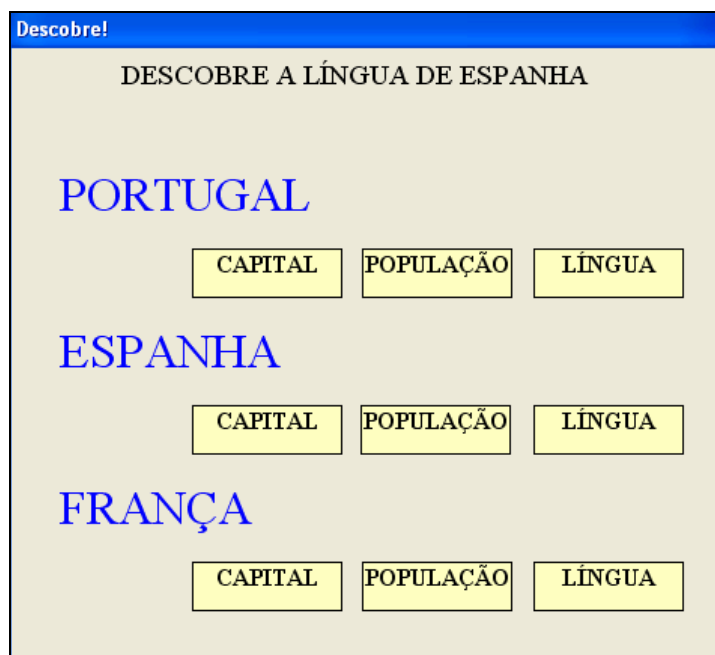 Descobre!
DESCOBRE A LÍNGUA DE ESPANHA
PORTUGAL
CAPITAL POPULAÇÃO LÍNGUA
ESPANHA
CAPITAL POPULAÇÃO LÍNGUA
FRANÇA
CAPITAL POPULAÇÃO LÍNGUA